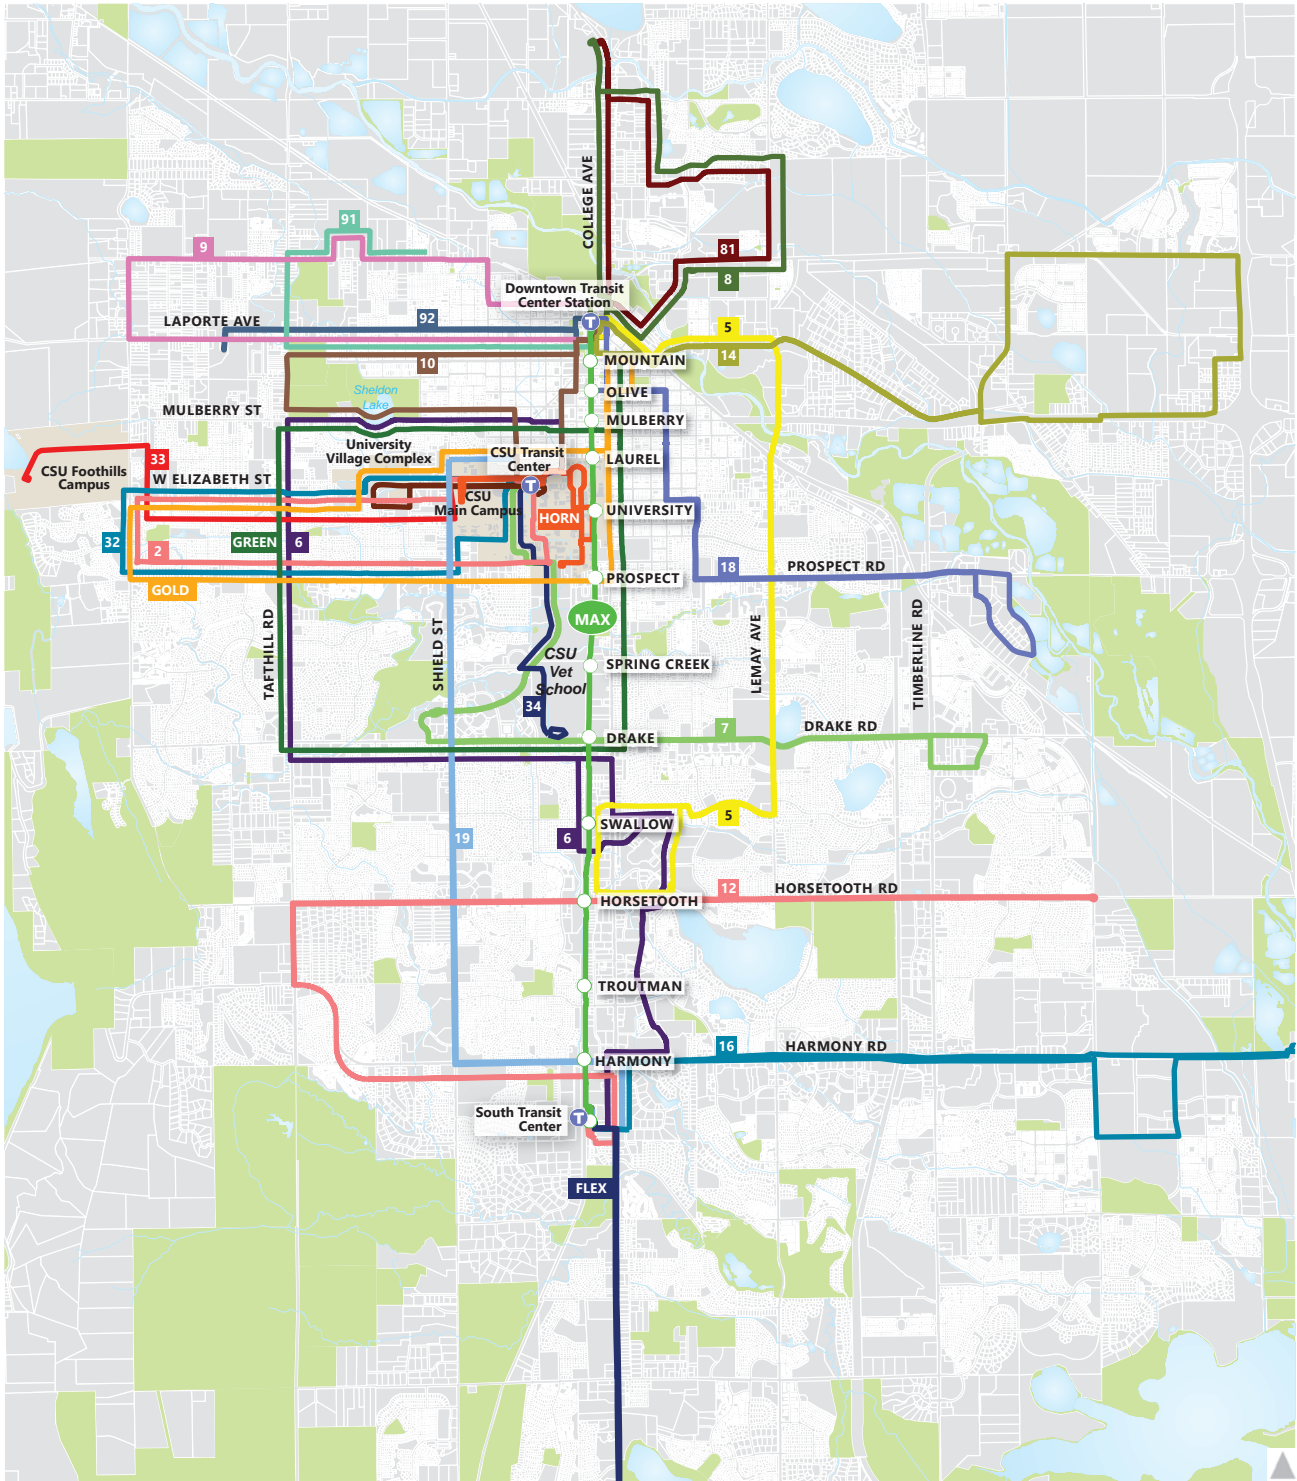 COLLEGE AVE
91
9
81
8
Downtown Transit
Center Station
T
LAPORTE AVE
92
5
14
MOUNTAIN
10
Sheldon
Lake
OLIVE
MULBERRY ST
MULBERRY
University
Village Complex
CSU Transit
Center
LAUREL
33
CSU Foothills
Campus
W ELIZABETH ST
T
CSU
Main Campus
HORN
UNIVERSITY
32
2
GREEN
6
18
PROSPECT RD
PROSPECT
GOLD
MAX
TAFTHILL RD
SHIELD ST
LEMAY AVE
TIMBERLINE RD
CSU
Vet
School
SPRING CREEK
34
DRAKE
7
DRAKE RD
5
SWALLOW
19
6
12
HORSETOOTH RD
HORSETOOTH
TROUTMAN
16
HARMONY RD
HARMONY
South Transit
Center
T
FLEX